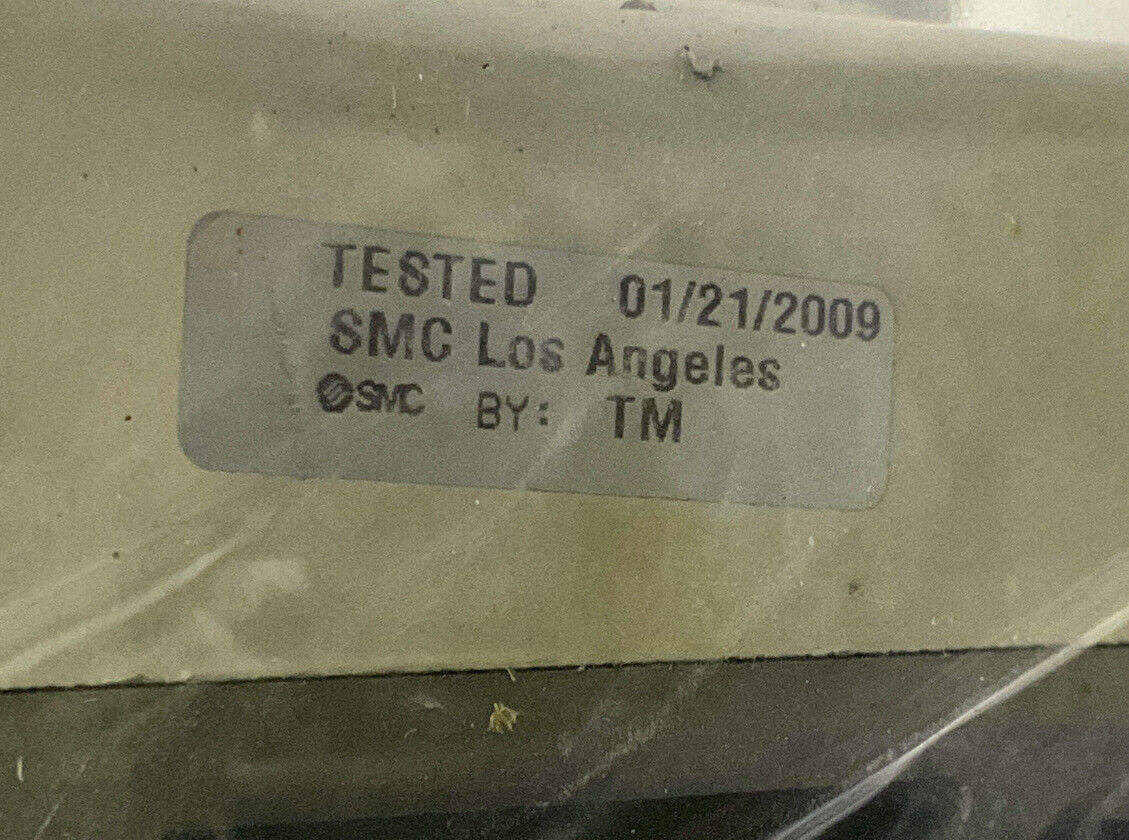 TESTED 01/21/2009
SMC Los Angeles
SMC BY: TM